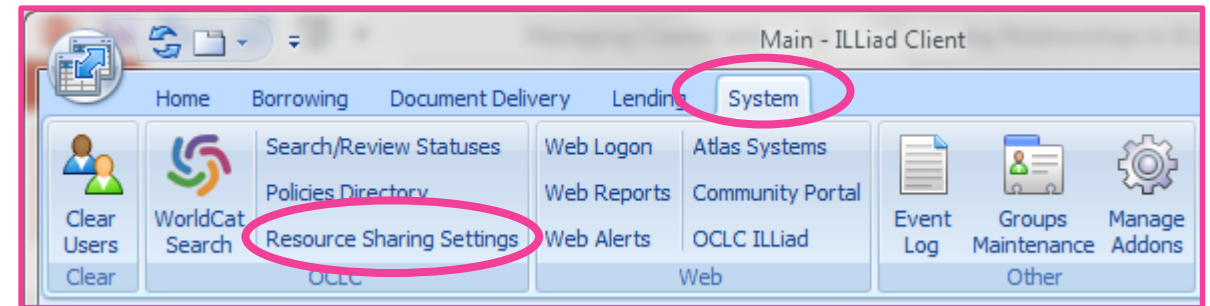 Main - ILLiad Client
Home Borrowing Document Delivery Lending System
Clear Users
WorldCat Search
Search/Review Statuses
Policies Directory
Resource Sharing Settings
Web Logon
Web Reports
Web Alerts
Atlas Systems
Community Portal
OCLC ILLiad
Event Log
Groups Maintenance
Manage Addons
Clear OCLC Web Other